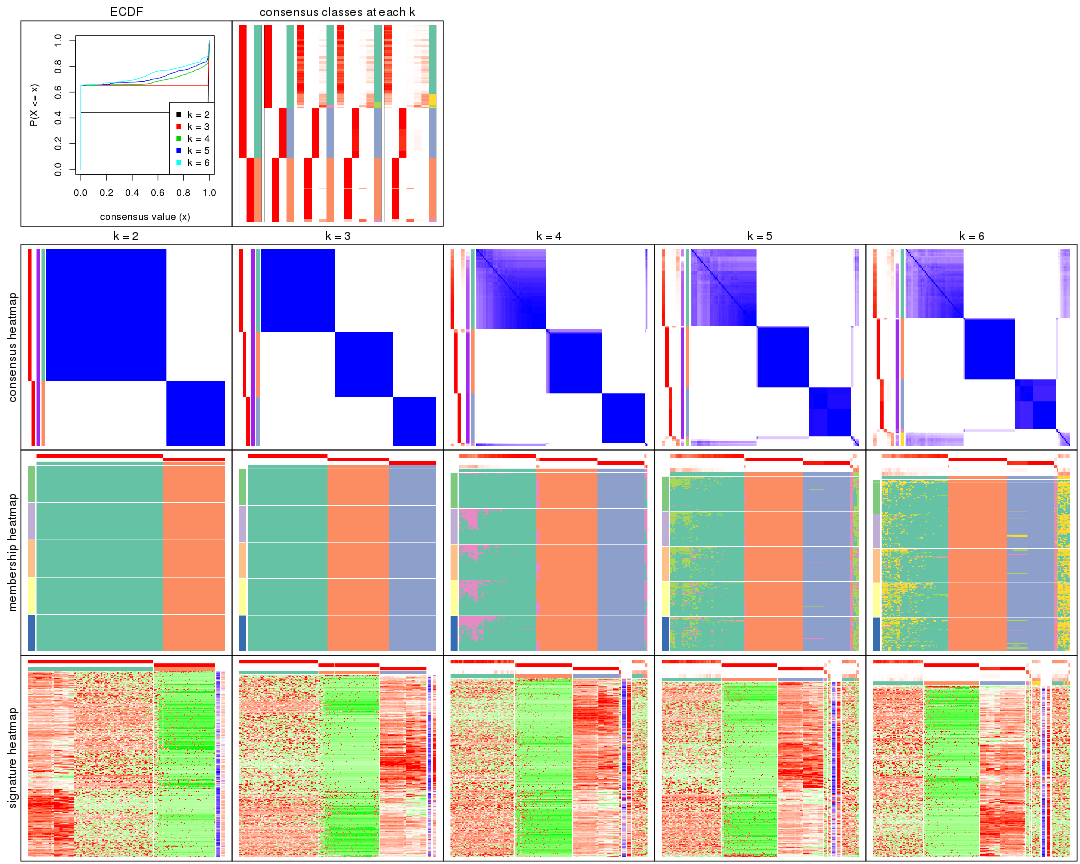 ECDF
consensus classes at each k
P(X <= x)
1.0
0.8
0.6
0.4
0.2
0.0
k = 2
k = 3
k = 4
k = 5
k = 6
0.0 0.2 0.4 0.6 0.8 1.0
consensus value (x)
k = 2
k = 3
k = 4
k = 5
k = 6
consensus heatmap
membership heatmap
signature heatmap